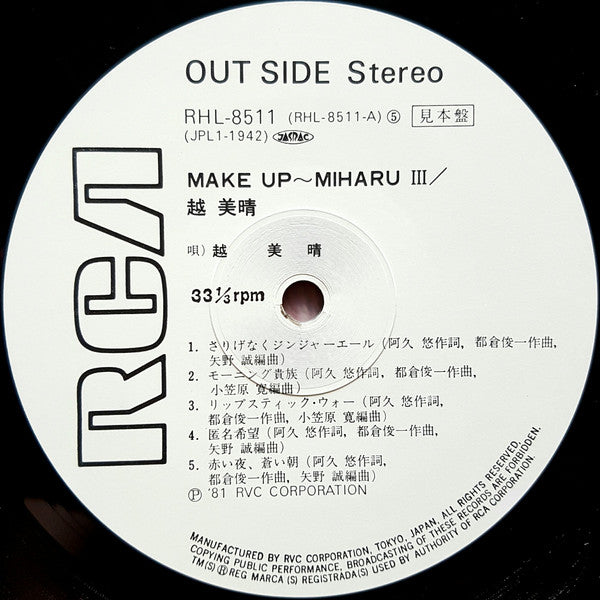 OUT SIDE Stereo
RHL-8511 (RHL-8511-A) ⑤ 見本盤
(JPL1-1942) JASRAC
MAKE UP〜MIHARU III/
越 美晴
唄) 越 美 晴
33⅓rpm
RCA
1. さりげなくジンジャーエール (阿久 悠作詞, 都倉俊一作曲,
矢野 誠編曲)
2. モーニング貴族 (阿久 悠作詞, 都倉俊一作曲,
小笠原 寛編曲)
3. リップスティック・ウォー (阿久 悠作詞,
都倉俊一作曲, 小笠原 寛編曲)
4. 匿名希望 (阿久 悠作詞, 都倉俊一作曲,
矢野 誠編曲)
5. 赤い夜、蒼い朝 (阿久 悠作詞,
都倉俊一作曲, 矢野 誠編曲)
Ⓟ '81 RVC CORPORATION
MANUFACTURED BY RVC CORPORATION, TOKYO, JAPAN, ALL RIGHTS RESERVED.
COPYING PUBLIC PERFORMANCE, BROADCASTING OF THESE RECORDS ARE FORBIDDEN.
TM(S) ® REG MARCA (S) REGISTRADA(S) USED BY AUTHORITY OF RCA CORPORATION.